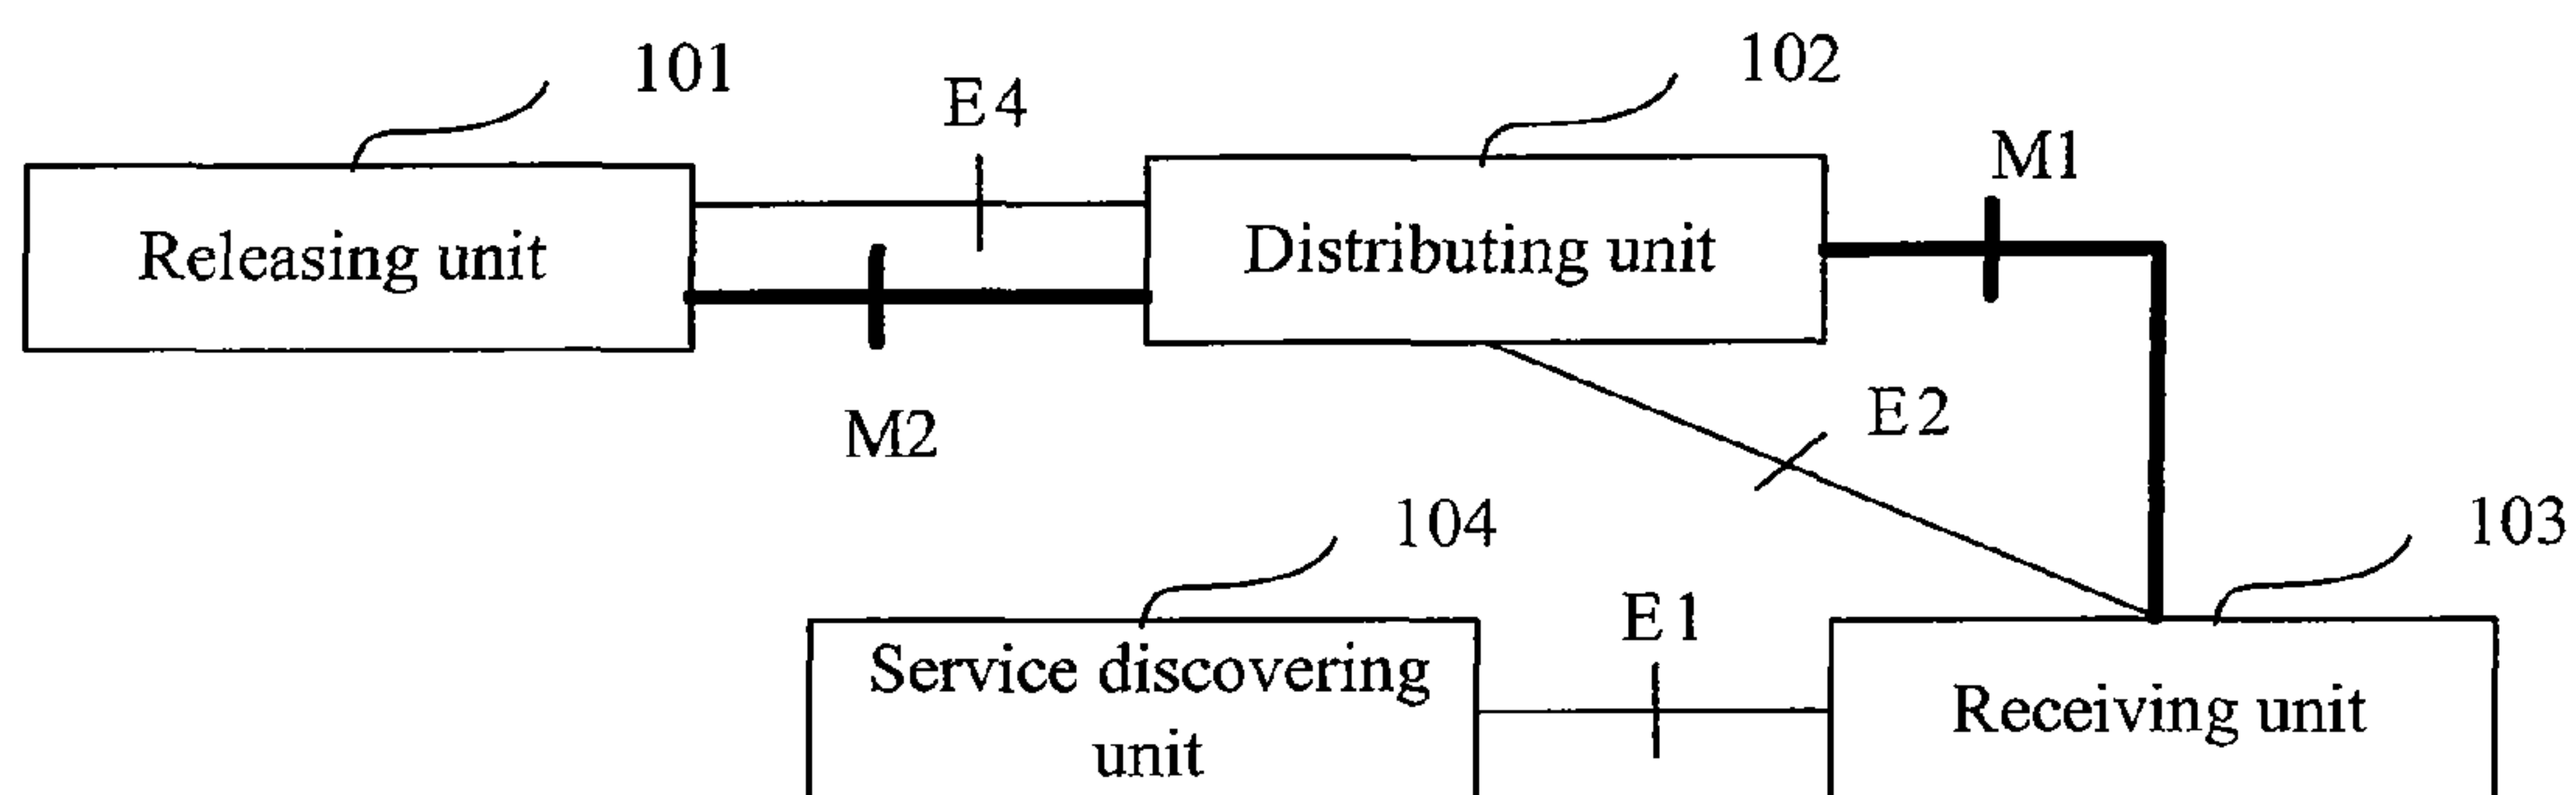 101
102
E4
M1
Releasing unit
Distributing unit
M2
E2
104
103
E1
Service discovering
unit
Receiving unit